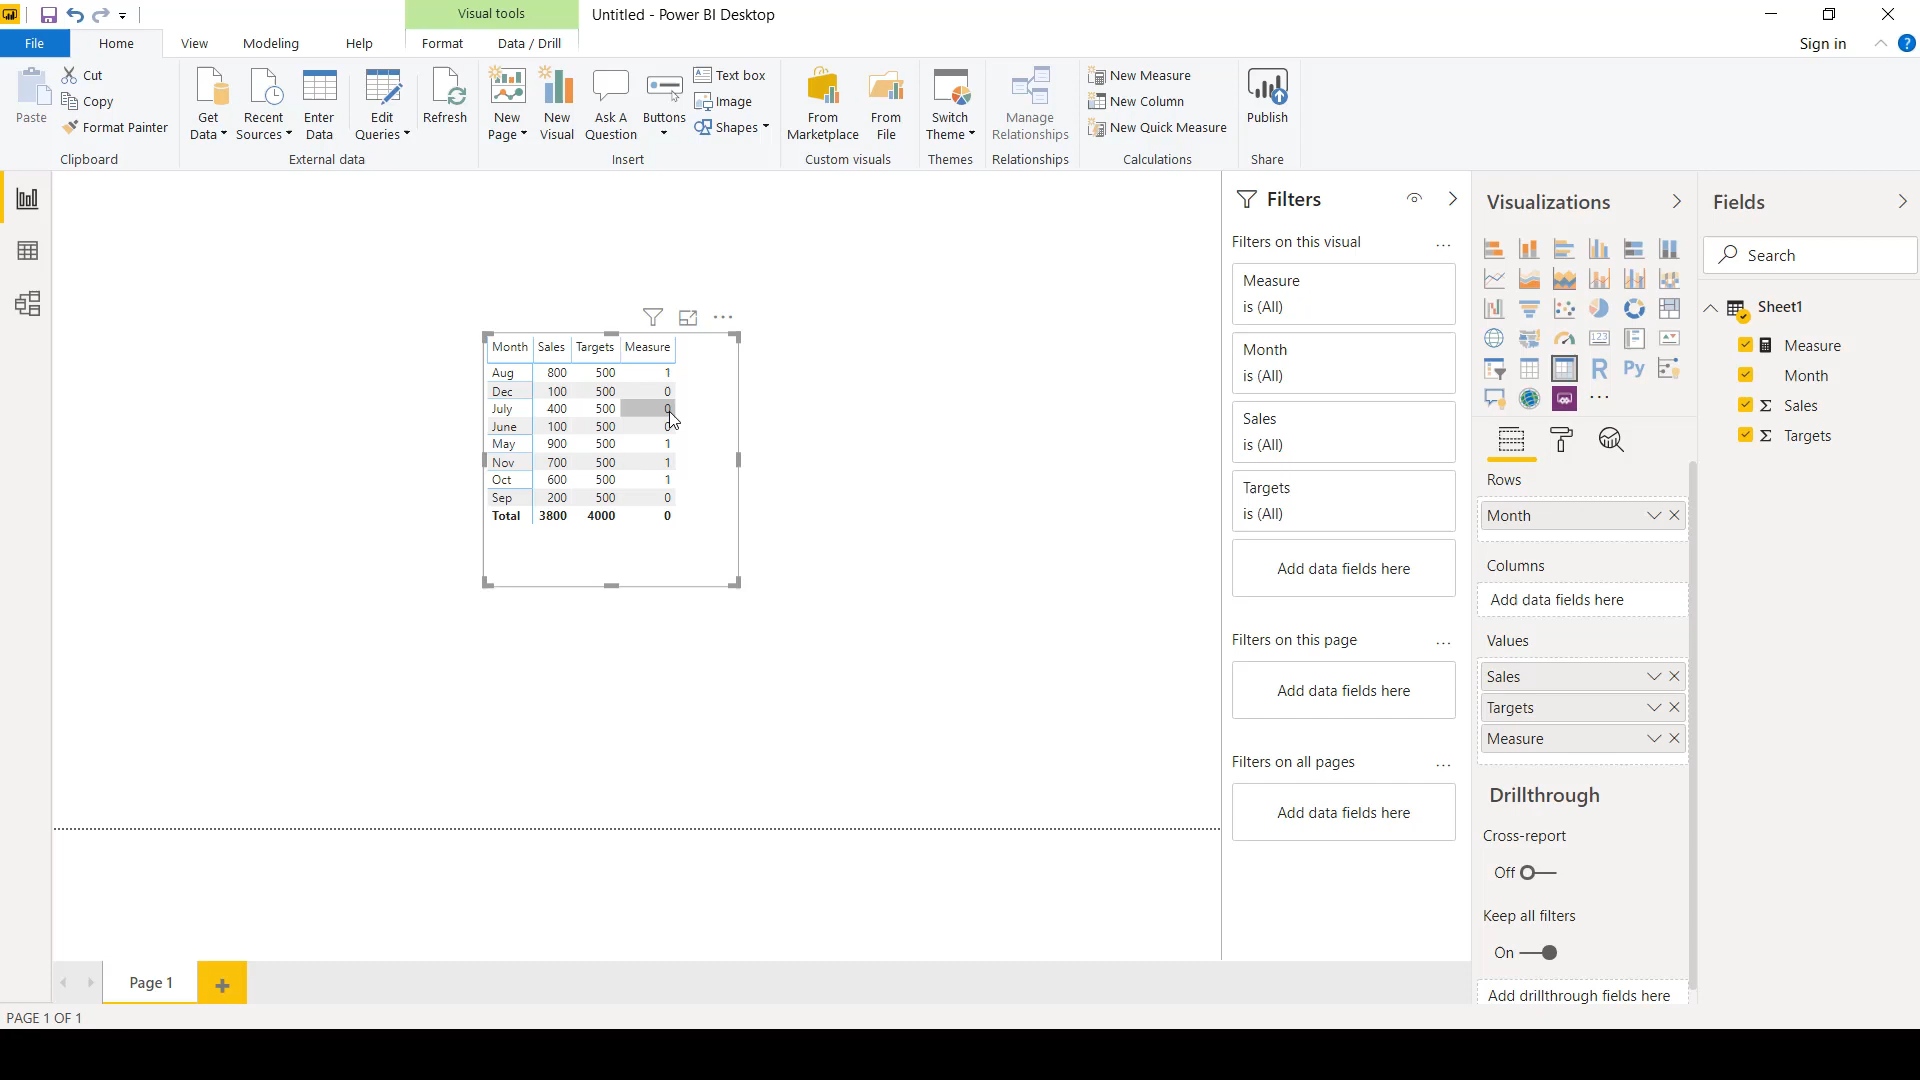 Visual tools
Untitled - Power BI Desktop
File Home View Modeling Help Format Data / Drill Sign in ?
Paste
Cut
Copy
Format Painter
Clipboard
Get Data
Recent Sources
Enter Data
Edit Queries
Refresh
External data
New Page
New Visual
Ask A Question
Buttons
Text box
Image
Shapes
Insert
From Marketplace
From File
Custom visuals
Switch Theme
Themes
Manage Relationships
Relationships
New Measure
New Column
New Quick Measure
Calculations
Publish
Share
Month Sales Targets Measure
Aug 800 500 1
Dec 100 500 0
July 400 500 0
June 100 500 0
May 900 500 1
Nov 700 500 1
Oct 600 500 1
Sep 200 500 0
Total 3800 4000 0
Filters
Filters on this visual ...
Measure
is (All)
Month
is (All)
Sales
is (All)
Targets
is (All)
Add data fields here
Filters on this page ...
Add data fields here
Filters on all pages ...
Add data fields here
Visualizations
123
R Py
...
Rows
Month
Columns
Add data fields here
Values
Sales
Targets
Measure
Drillthrough
Cross-report
Off
Keep all filters
On
Add drillthrough fields here
Fields
Search
Sheet1
Measure
Month
Σ Sales
Σ Targets
Page 1 +
PAGE 1 OF 1